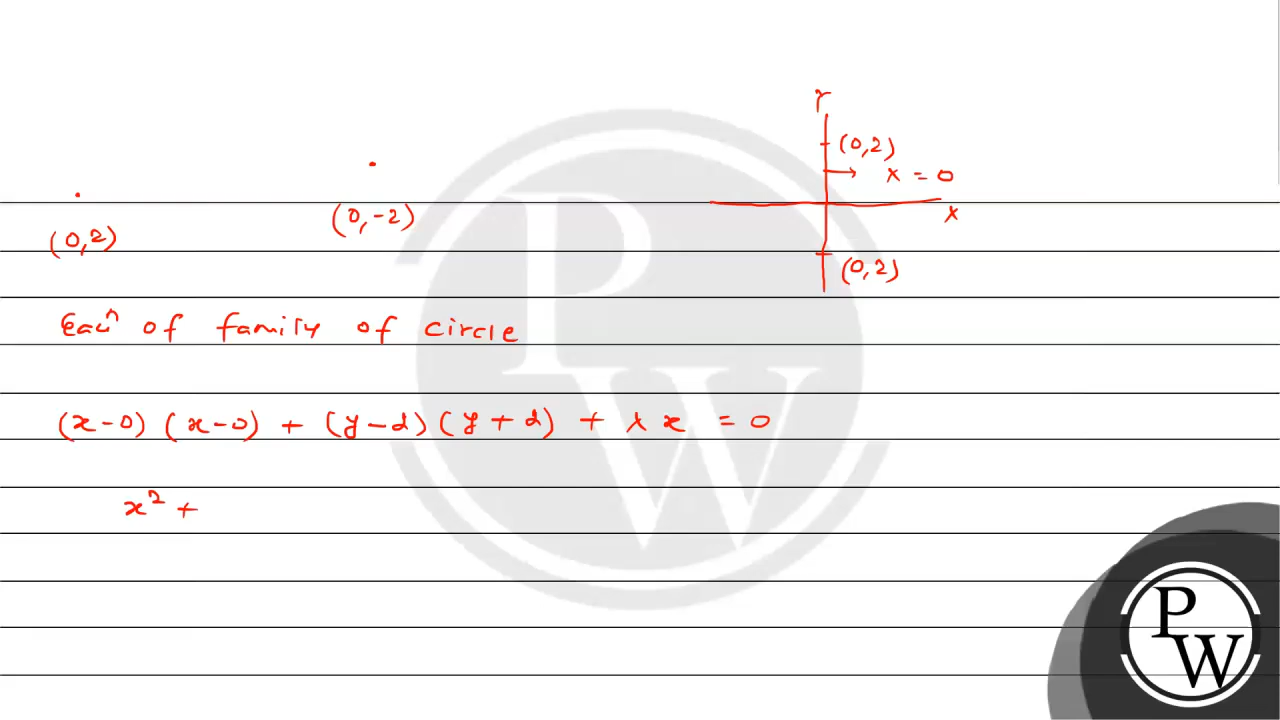 Y
(0,2)
x = 0
X
(0,2)
(0,2)
(0,-2)
Eqn of family of circle
(x-0) (x-0) + (y-2) (y+2) + λx = 0
x² +
P
W
P
W